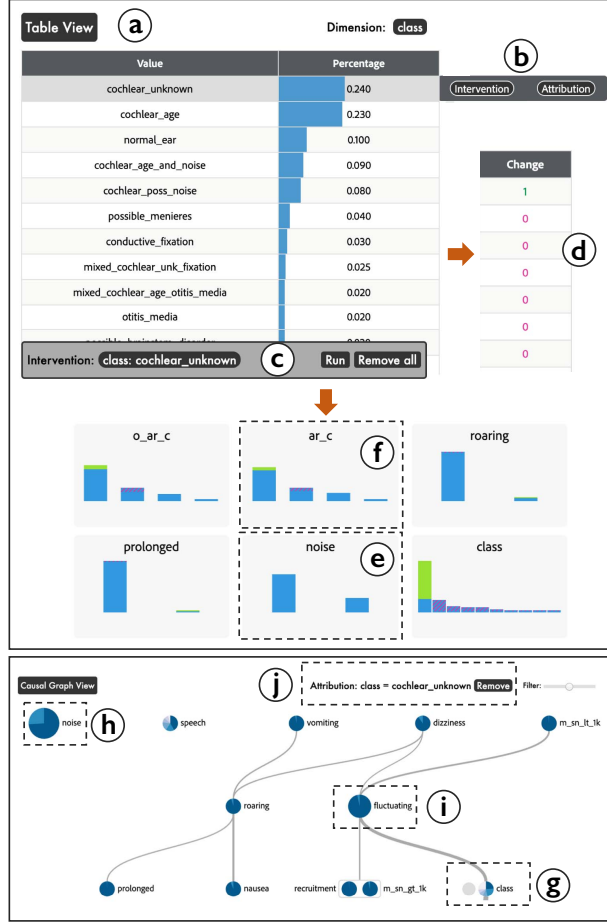 Table View
a
Dimension: class
b
Value Percentage
Intervention Attribution
cochlear_unknown 0.240
cochlear_age 0.230
normal_ear 0.100
cochlear_age_and_noise 0.090
cochlear_poss_noise 0.080
possible_menieres 0.040
conductive_fixation 0.030
mixed_cochlear_unk_fixation 0.025
mixed_cochlear_age_otitis_media 0.020
otitis_media 0.020
Change
1
0
0
0
0
0
0
d
Intervention: class: cochlear_unknown c Run Remove all
o_ar_c ar_c roaring
f
prolonged noise class
e
j
Causal Graph View
Attribution: class = cochlear_unknown Remove
Filter:
h
noise speech vomiting dizziness m_sn_lt_1k
roaring fluctuating
i
prolonged nausea recruitment m_sn_gt_1k class
g